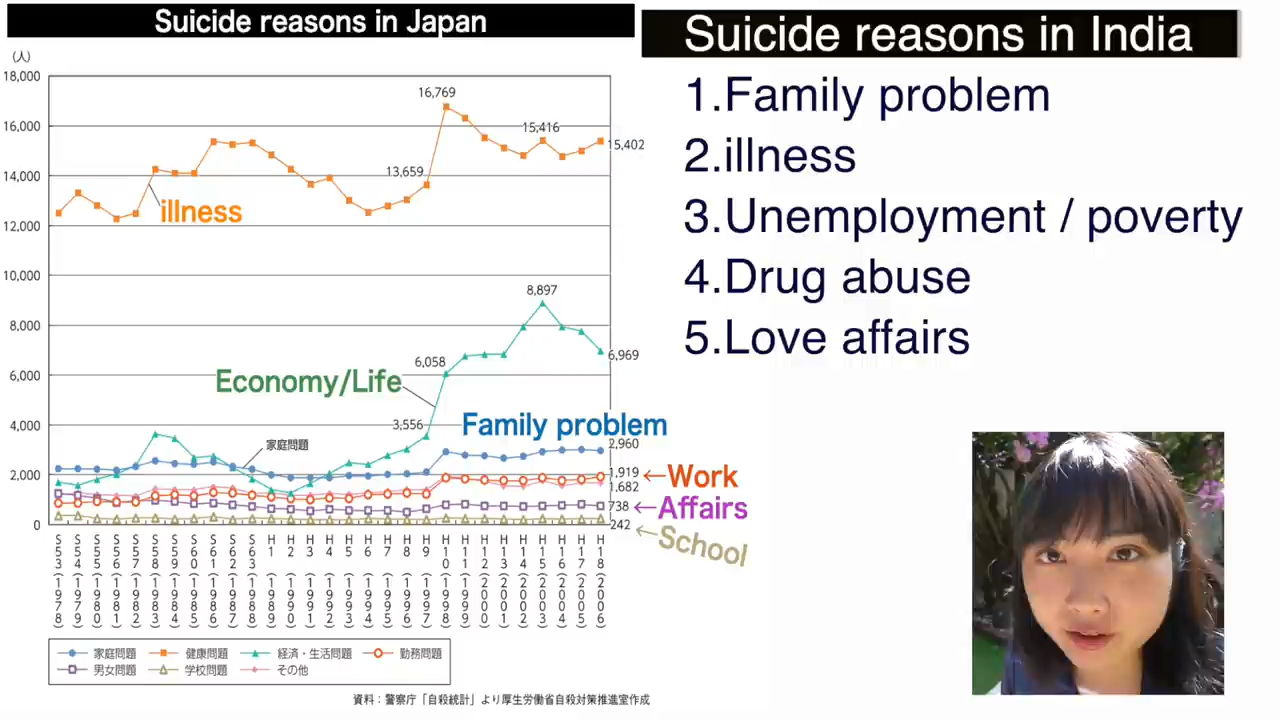 Suicide reasons in Japan
(人)
18,000
16,000
14,000
12,000
10,000
8,000
6,000
4,000
2,000
0
16,769
15,416
15,402
13,659
illness
8,897
6,969
6,058
Economy/Life
3,556
Family problem
家庭問題
2,960
1,919
←Work
1,682
738
←Affairs
242
←School
S53(1978)
S54(1979)
S55(1980)
S56(1981)
S57(1982)
S58(1983)
S59(1984)
S60(1985)
S61(1986)
S62(1987)
S63(1988)
H1(1989)
H2(1990)
H3(1991)
H4(1992)
H5(1993)
H6(1994)
H7(1995)
H8(1996)
H9(1997)
H10(1998)
H11(1999)
H12(2000)
H13(2001)
H14(2002)
H15(2003)
H16(2004)
H17(2005)
H18(2006)
家庭問題 健康問題 経済・生活問題 勤務問題
男女問題 学校問題 その他
資料：警察庁「自殺統計」より厚生労働省自殺対策推進室作成
Suicide reasons in India
1.Family problem
2.illness
3.Unemployment / poverty
4.Drug abuse
5.Love affairs